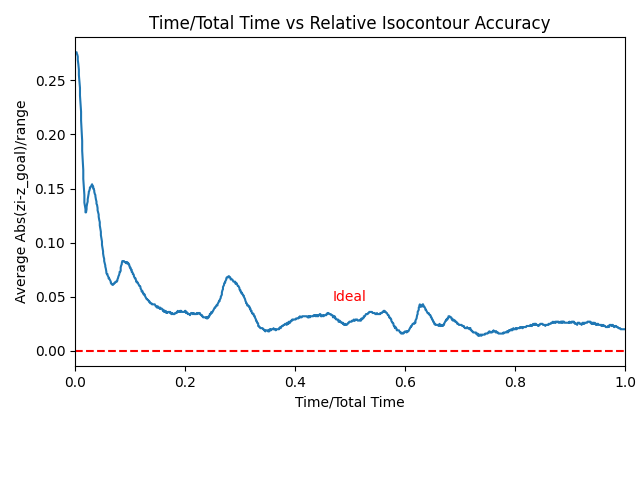 Time/Total Time vs Relative Isocontour Accuracy
Average Abs(zi-z_goal)/range
0.25
0.20
0.15
0.10
0.05
0.00
Ideal
0.0 0.2 0.4 0.6 0.8 1.0
Time/Total Time